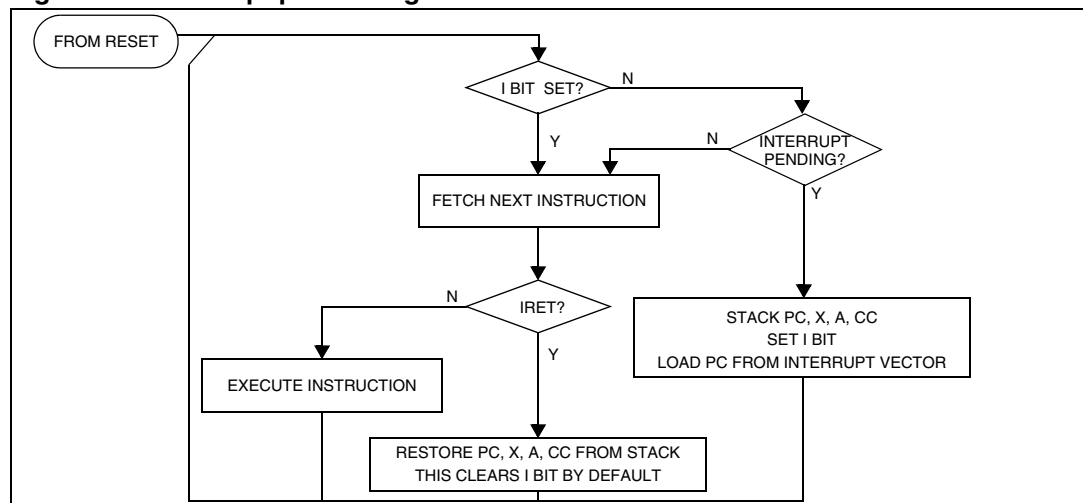 FROM RESET
I BIT SET?
N
Y
N
INTERRUPT
PENDING?
Y
FETCH NEXT INSTRUCTION
N
IRET?
Y
STACK PC, X, A, CC
SET I BIT
LOAD PC FROM INTERRUPT VECTOR
EXECUTE INSTRUCTION
RESTORE PC, X, A, CC FROM STACK
THIS CLEARS I BIT BY DEFAULT